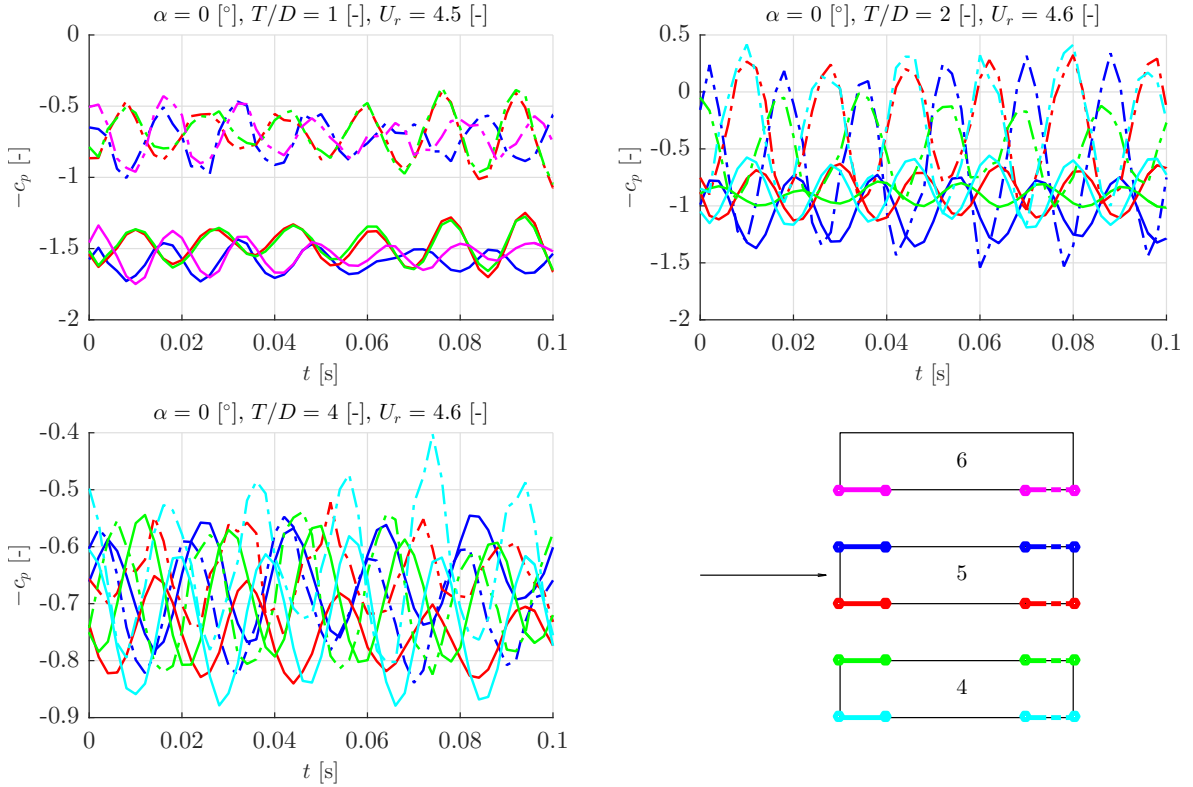 α = 0 [°], T/D = 1 [-], U_r = 4.5 [-]
0
-0.5
-1
-1.5
-2
−c_p [-]
0 0.02 0.04 0.06 0.08 0.1
t [s]
α = 0 [°], T/D = 2 [-], U_r = 4.6 [-]
0.5
0
-0.5
-1
-1.5
-2
−c_p [-]
0 0.02 0.04 0.06 0.08 0.1
t [s]
α = 0 [°], T/D = 4 [-], U_r = 4.6 [-]
-0.4
-0.5
-0.6
-0.7
-0.8
-0.9
−c_p [-]
0 0.02 0.04 0.06 0.08 0.1
t [s]
6
5
4